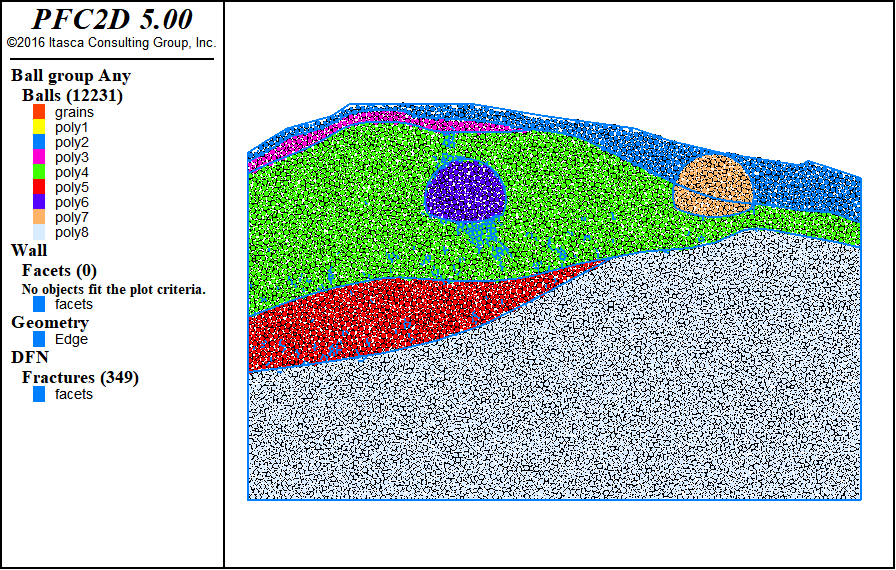 PFC2D 5.00
©2016 Itasca Consulting Group, Inc.
Ball group Any
Balls (12231)
grains
poly1
poly2
poly3
poly4
poly5
poly6
poly7
poly8
Wall
Facets (0)
No objects fit the plot criteria.
facets
Geometry
Edge
DFN
Fractures (349)
facets